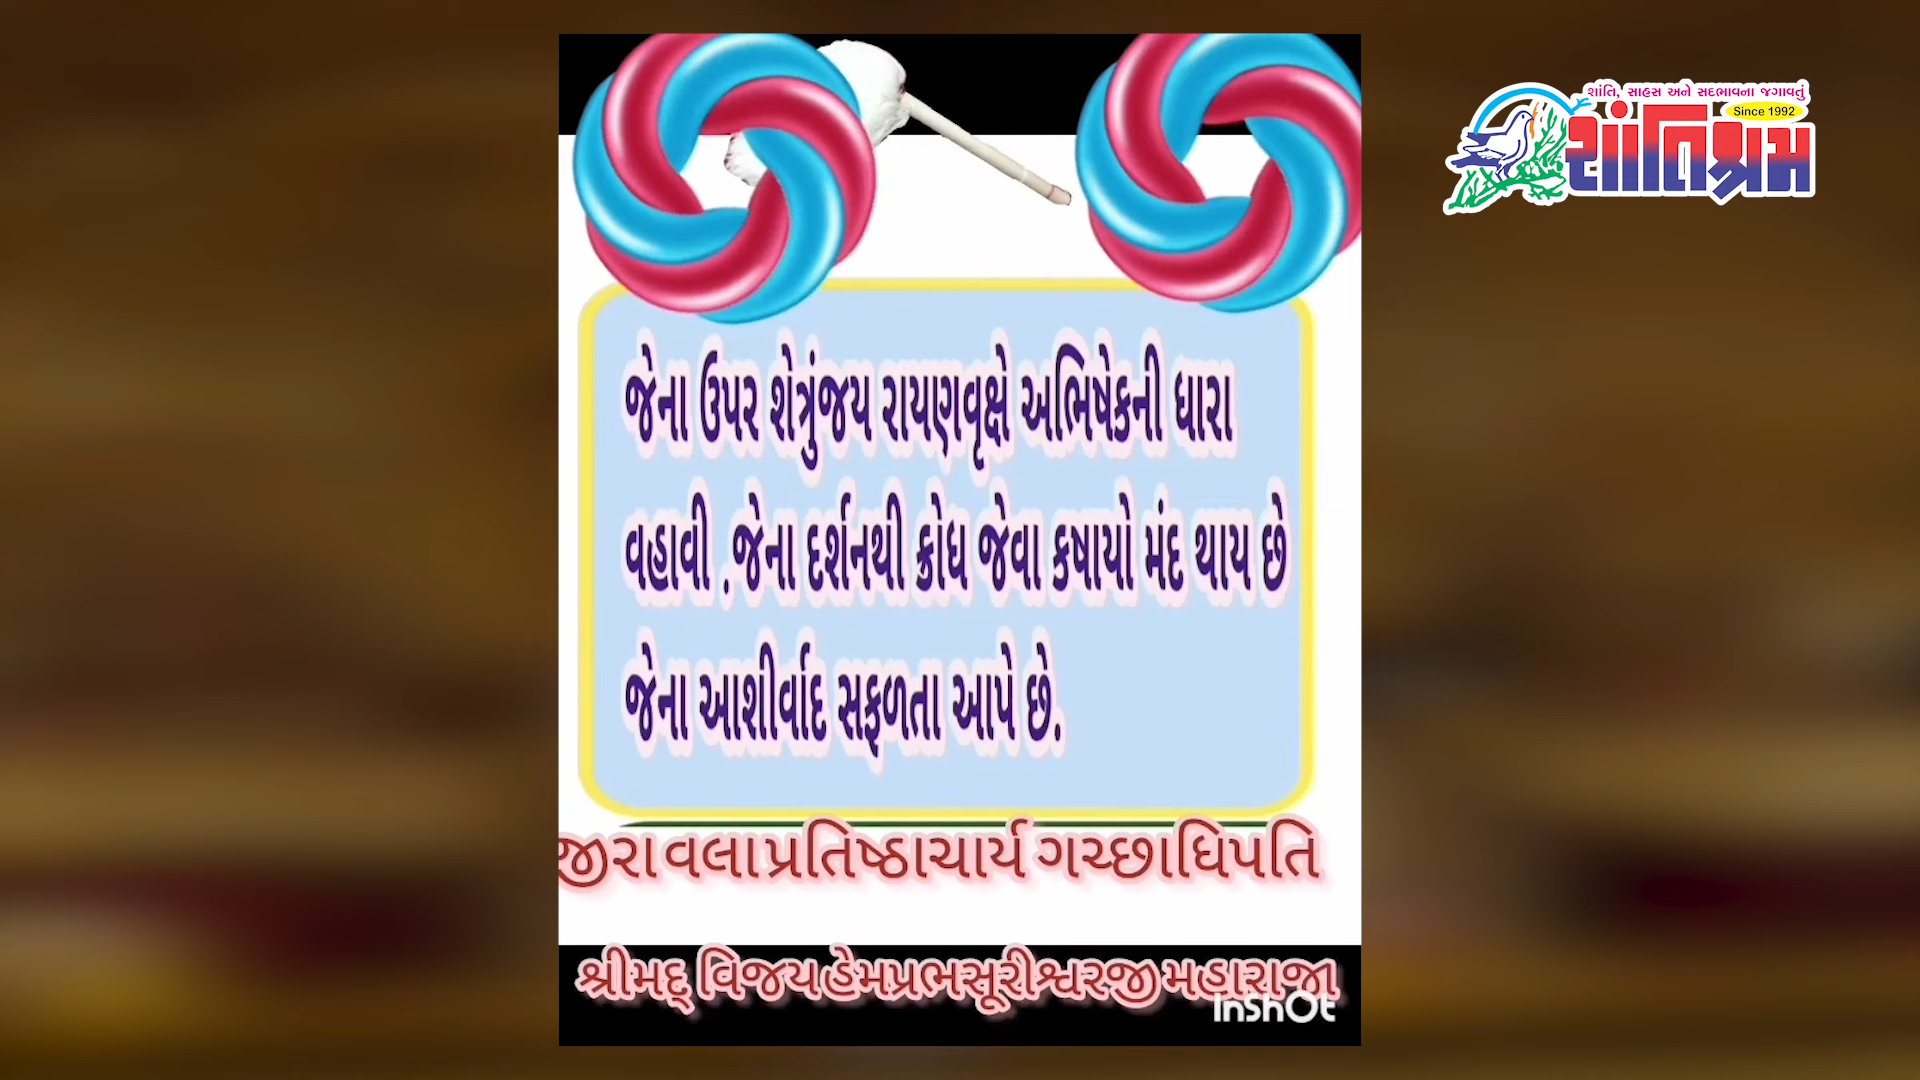 શાંતિ, સાહસ અને સદભાવના જગાવતું
Since 1992
શાંતિશ્રમ
જેના ઉપર શેત્રુંજય રાયણવૃક્ષે અભિષેકની ધારા
વહાવી . જેના દર્શનથી ક્રોધ જેવા કષાયો મંદ થાય છે
જેના આશીર્વાદ સફળતા આપે છે.
જીરાવલા પ્રતિષ્ઠાચાર્ય ગચ્છાધિપતિ
શ્રીમદ્ વિજય હેમપ્રભસૂરીશ્વરજી મહારાજા
InShOt